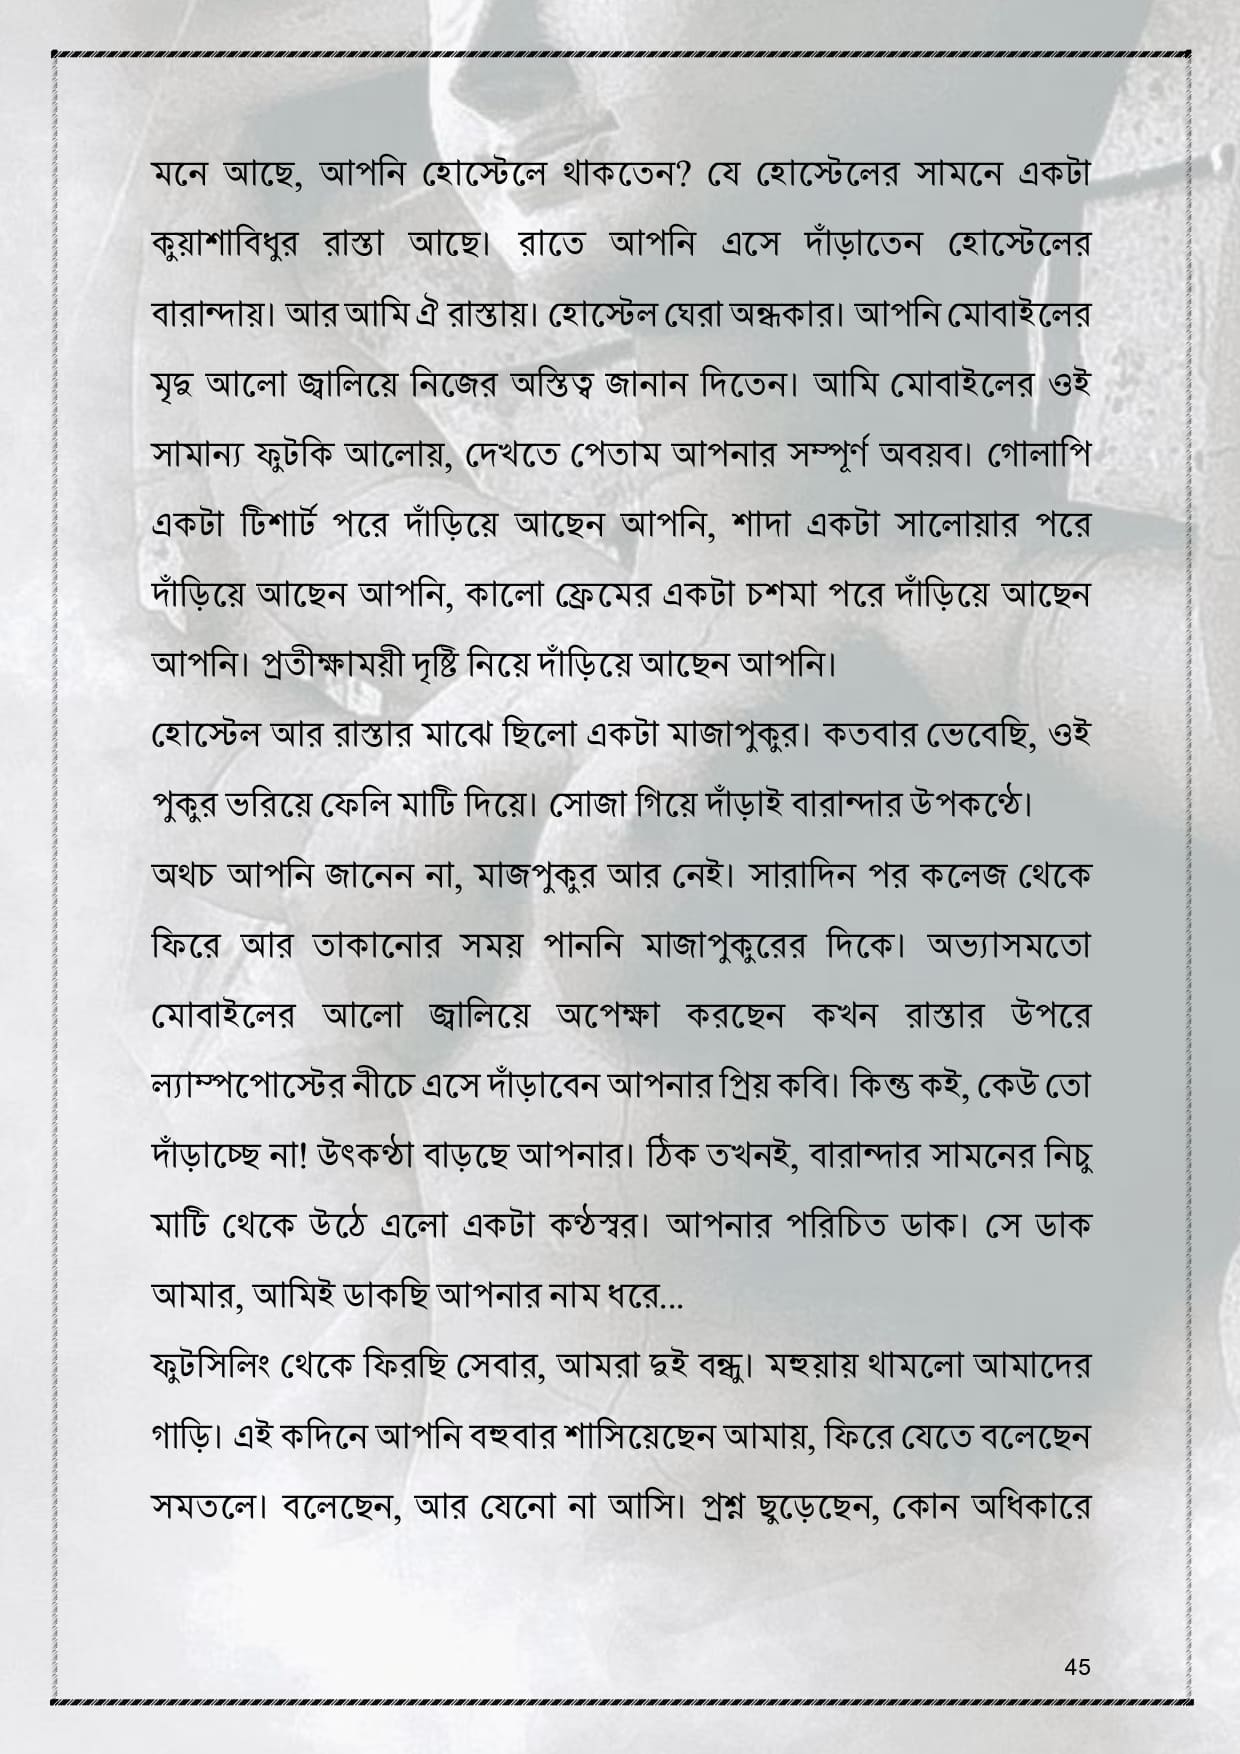 মনে আছে, আপনি হোস্টেলে থাকতেন? যে হোস্টেলের সামনে একটা
কুয়াশাবিধুর রাস্তা আছে। রাতে আপনি এসে দাঁড়াতেন হোস্টেলের
বারান্দায়। আর আমি ঐ রাস্তায়। হোস্টেল ঘেরা অন্ধকার। আপনি মোবাইলের
মৃদু আলো জ্বালিয়ে নিজের অস্তিত্ব জানান দিতেন। আমি মোবাইলের ওই
সামান্য ফুটকি আলোয়, দেখতে পেতাম আপনার সম্পূর্ণ অবয়ব। গোলাপি
একটা টিশার্ট পরে দাঁড়িয়ে আছেন আপনি, শাদা একটা সালোয়ার পরে
দাঁড়িয়ে আছেন আপনি, কালো ফ্রেমের একটা চশমা পরে দাঁড়িয়ে আছেন
আপনি। প্রতীক্ষাময়ী দৃষ্টি নিয়ে দাঁড়িয়ে আছেন আপনি।
হোস্টেল আর রাস্তার মাঝে ছিলো একটা মাজাপুকুর। কতবার ভেবেছি, ওই
পুকুর ভরিয়ে ফেলি মাটি দিয়ে। সোজা গিয়ে দাঁড়াই বারান্দার উপকণ্ঠে।
অথচ আপনি জানেন না, মাজপুকুর আর নেই। সারাদিন পর কলেজ থেকে
ফিরে আর তাকানোর সময় পাননি মাজাপুকুরের দিকে। অভ্যাসমতো
মোবাইলের আলো জ্বালিয়ে অপেক্ষা করছেন কখন রাস্তার উপরে
ল্যাম্পপোস্টের নীচে এসে দাঁড়াবেন আপনার প্রিয় কবি। কিন্তু কই, কেউ তো
দাঁড়াচ্ছে না! উৎকণ্ঠা বাড়ছে আপনার। ঠিক তখনই, বারান্দার সামনের নিচু
মাটি থেকে উঠে এলো একটা কণ্ঠস্বর। আপনার পরিচিত ডাক। সে ডাক
আমার, আমিই ডাকছি আপনার নাম ধরে...
ফুটসিলিং থেকে ফিরছি সেবার, আমরা দুই বন্ধু। মহুয়ায় থামলো আমাদের
গাড়ি। এই কদিনে আপনি বহুবার শাসিয়েছেন আমায়, ফিরে যেতে বলেছেন
সমতলে। বলেছেন, আর যেনো না আসি। প্রশ্ন ছুড়েছেন, কোন অধিকারে
45